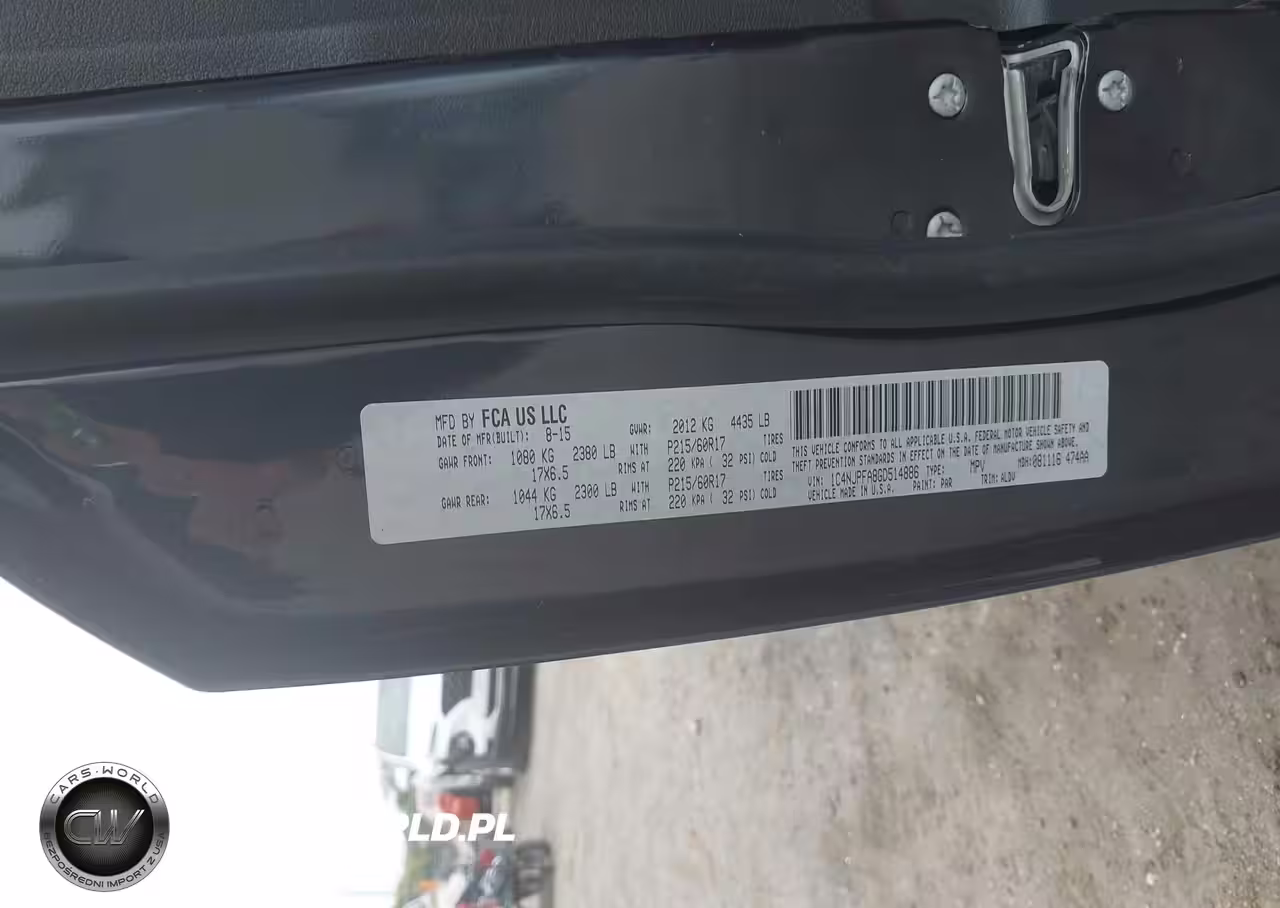 MFD BY FCA US LLC
DATE OF MFR(BUILT): 8-15 GVWR: 2012 KG 4435 LB
GAWR FRONT: 1080 KG 2380 LB WITH P215/60R17 TIRES
17X6.5 RIMS AT 220 KPA ( 32 PSI) COLD
GAWR REAR: 1044 KG 2300 LB WITH P215/60R17 TIRES
17X6.5 RIMS AT 220 KPA ( 32 PSI) COLD
THIS VEHICLE CONFORMS TO ALL APPLICABLE U.S.A. FEDERAL MOTOR VEHICLE SAFETY AND
THEFT PREVENTION STANDARDS IN EFFECT ON THE DATE OF MANUFACTURE SHOWN ABOVE.
VIN: 1C4NJPFA8GD514886 TYPE: MPV MDH:081116 474AA
VEHICLE MADE IN U.S.A. PAINT: PAR TRIM: ALDV
CARS-WORLD
CW
BEZPOŚREDNI IMPORT Z USA
RLD.PL